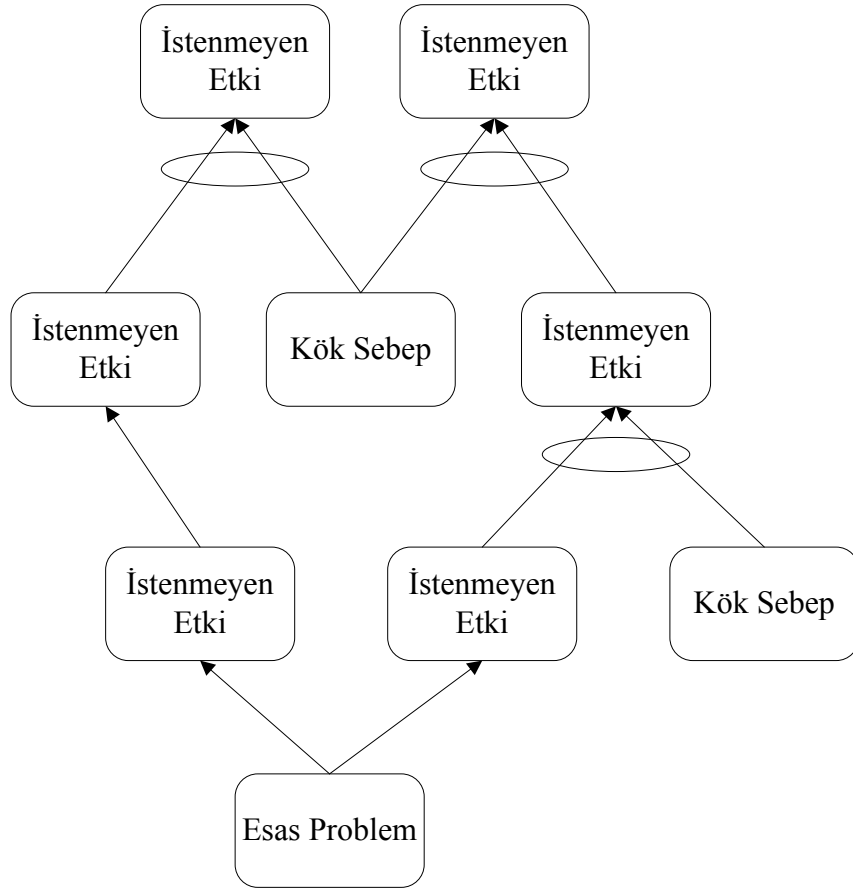 İstenmeyen
Etki
İstenmeyen
Etki
İstenmeyen
Etki
Kök Sebep
İstenmeyen
Etki
İstenmeyen
Etki
İstenmeyen
Etki
Kök Sebep
Esas Problem